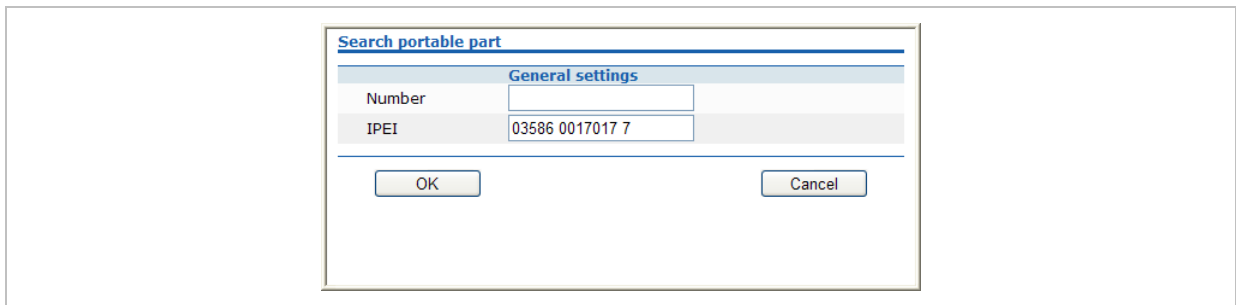 Search portable part
General settings
Number
IPEI 03586 0017017 7
OK Cancel